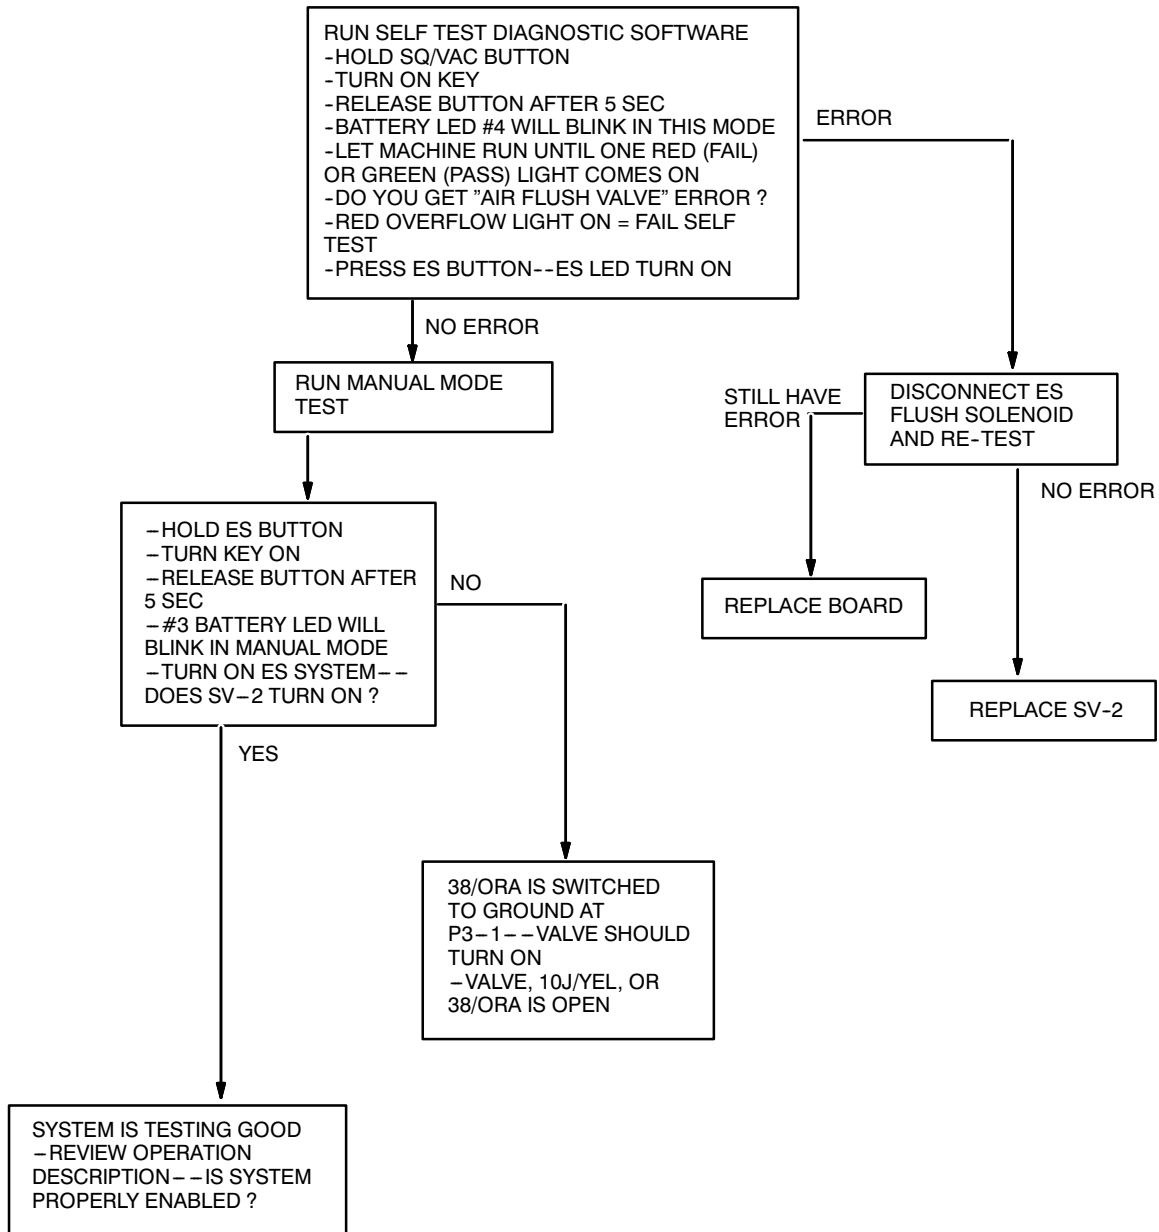 RUN SELF TEST DIAGNOSTIC SOFTWARE
-HOLD SQ/VAC BUTTON
-TURN ON KEY
-RELEASE BUTTON AFTER 5 SEC
-BATTERY LED #4 WILL BLINK IN THIS MODE
-LET MACHINE RUN UNTIL ONE RED (FAIL)
OR GREEN (PASS) LIGHT COMES ON
-DO YOU GET ”AIR FLUSH VALVE” ERROR ?
-RED OVERFLOW LIGHT ON = FAIL SELF
TEST
-PRESS ES BUTTON--ES LED TURN ON
ERROR
NO ERROR
RUN MANUAL MODE
TEST
STILL HAVE
ERROR
DISCONNECT ES
FLUSH SOLENOID
AND RE-TEST
NO ERROR
-HOLD ES BUTTON
-TURN KEY ON
-RELEASE BUTTON AFTER
5 SEC
-#3 BATTERY LED WILL
BLINK IN MANUAL MODE
-TURN ON ES SYSTEM--
DOES SV-2 TURN ON ?
NO
REPLACE BOARD
REPLACE SV-2
YES
38/ORA IS SWITCHED
TO GROUND AT
P3-1--VALVE SHOULD
TURN ON
-VALVE, 10J/YEL, OR
38/ORA IS OPEN
SYSTEM IS TESTING GOOD
-REVIEW OPERATION
DESCRIPTION--IS SYSTEM
PROPERLY ENABLED ?